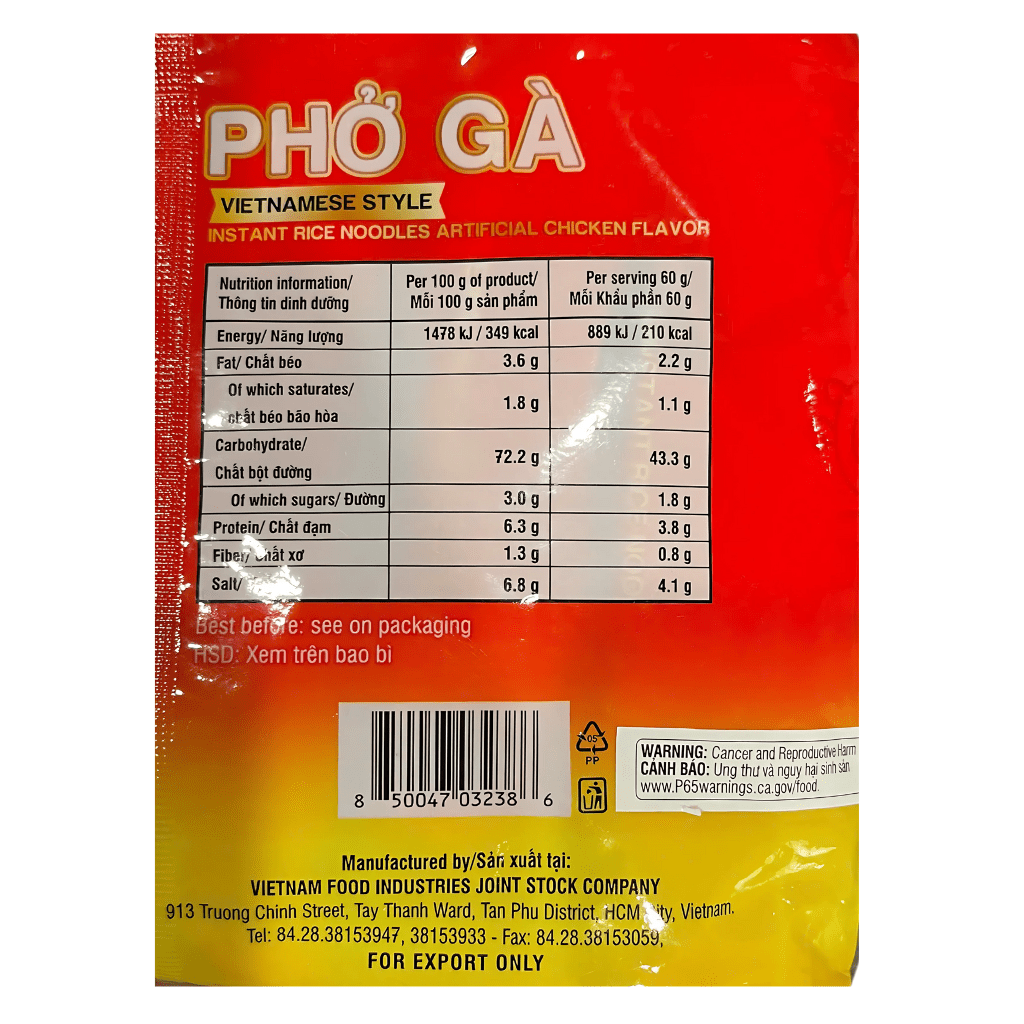 PHỞ GÀ
VIETNAMESE STYLE
INSTANT RICE NOODLES ARTIFICIAL CHICKEN FLAVOR
Nutrition information/ Per 100 g of product/ Per serving 60 g/
Thông tin dinh dưỡng Mỗi 100 g sản phẩm Mỗi Khẩu phần 60 g
Energy/ Năng lượng 1478 kJ / 349 kcal 889 kJ / 210 kcal
Fat/ Chất béo 3.6 g 2.2 g
Of which saturates/
chất béo bão hòa 1.8 g 1.1 g
Carbohydrate/
Chất bột đường 72.2 g 43.3 g
Of which sugars/ Đường 3.0 g 1.8 g
Protein/ Chất đạm 6.3 g 3.8 g
Fiber/ Chất xơ 1.3 g 0.8 g
Salt/ 6.8 g 4.1 g
Best before: see on packaging
HSD: Xem trên bao bì
8 50047 03238 6
05
PP
WARNING: Cancer and Reproductive Harm
CẢNH BÁO: Ung thư và nguy hại sinh sản
www.P65warnings.ca.gov/food.
Manufactured by/Sản xuất tại:
VIETNAM FOOD INDUSTRIES JOINT STOCK COMPANY
913 Truong Chinh Street, Tay Thanh Ward, Tan Phu District, HCM City, Vietnam.
Tel: 84.28.38153947, 38153933 - Fax: 84.28.38153059,
FOR EXPORT ONLY